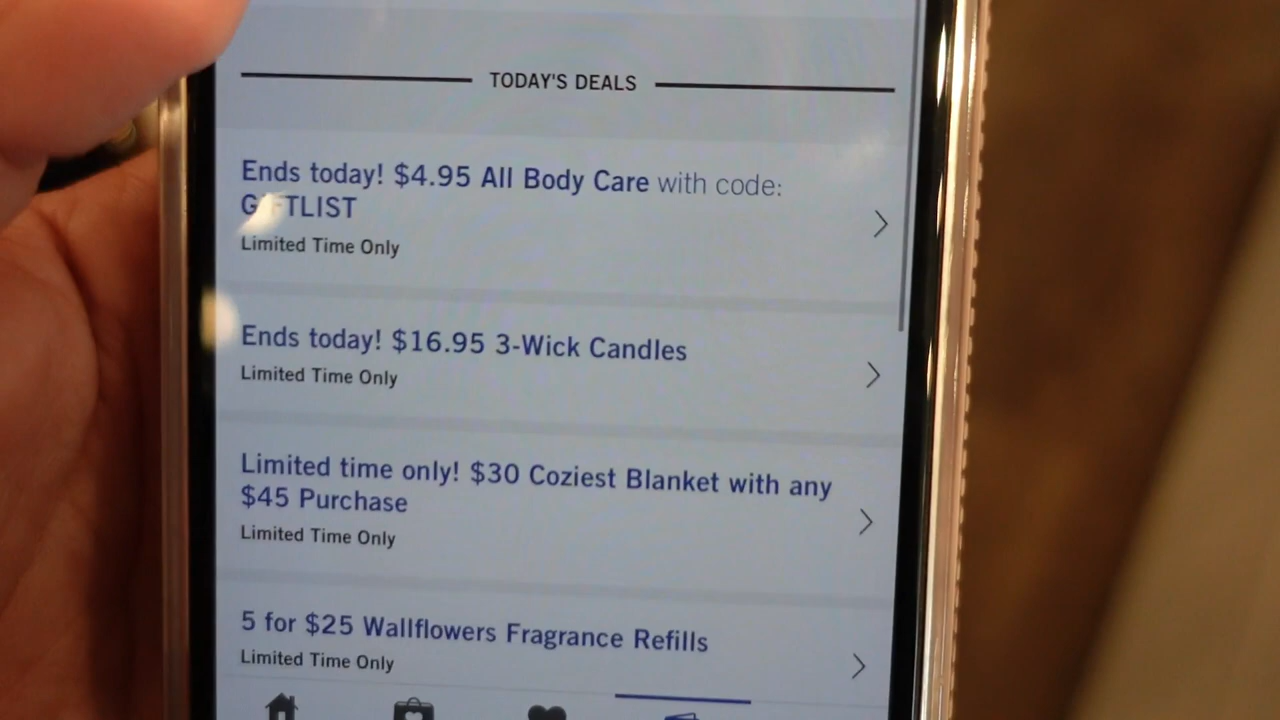 TODAY'S DEALS
Ends today! $4.95 All Body Care with code:
GIFTLIST
Limited Time Only
Ends today! $16.95 3-Wick Candles
Limited Time Only
Limited time only! $30 Coziest Blanket with any
$45 Purchase
Limited Time Only
5 for $25 Wallflowers Fragrance Refills
Limited Time Only